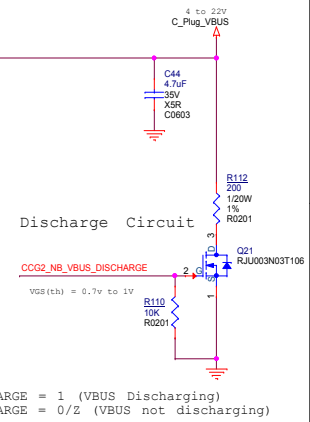 4 to 22V
C_Plug_VBUS
C44
4.7uF
35V
X5R
C0603
R112
200
1/20W
1%
R0201
Discharge Circuit
3
D
Q21
RJU003N03T106
CCG2_NB_VBUS_DISCHARGE
2
G
S
VGS(th) = 0.7v to 1V
1
R110
10K
R0201
ARGE = 1 (VBUS Discharging)
ARGE = 0/Z (VBUS not discharging)